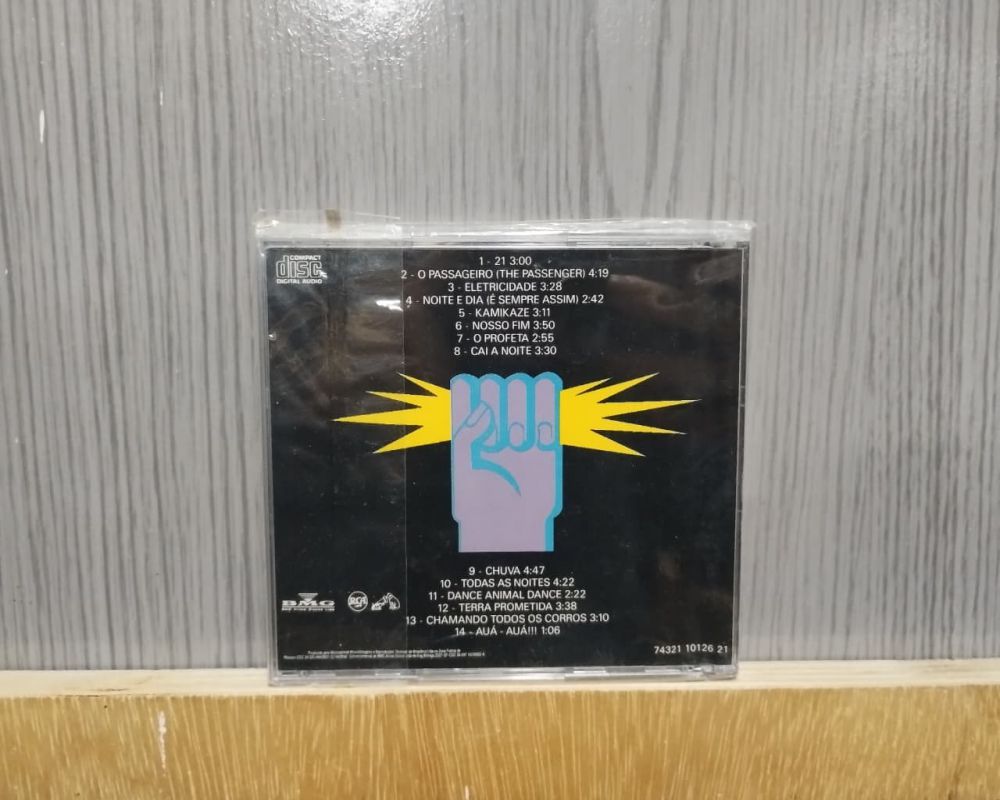 COMPACT
disc
DIGITAL AUDIO
1 - 21 3:00
2 - O PASSAGEIRO (THE PASSENGER) 4:19
3 - ELETRICIDADE 3:28
4 - NOITE E DIA (É SEMPRE ASSIM) 2:42
5 - KAMIKAZE 3:11
6 - NOSSO FIM 3:50
7 - O PROFETA 2:55
8 - CAI A NOITE 3:30
9 - CHUVA 4:47
10 - TODAS AS NOITES 4:22
11 - DANCE ANIMAL DANCE 2:22
12 - TERRA PROMETIDA 3:38
13 - CHAMANDO TODOS OS CORROS 3:10
14 - AUÁ - AUÁ!!! 1:06
BMG
RCA
74321 10126 21